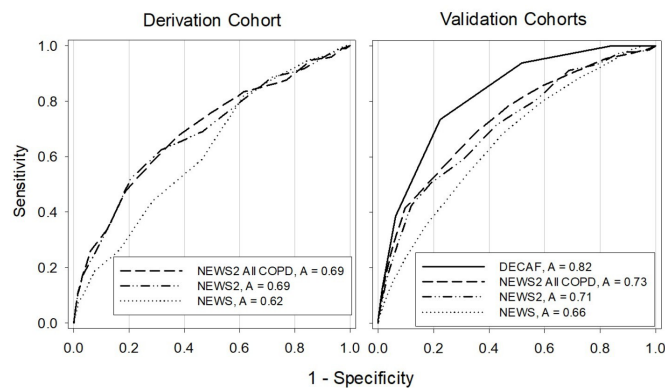 Derivation Cohort
Validation Cohorts
1.0
0.8
0.6
0.4
0.2
0.0
Sensitivity
NEWS2 All COPD, A = 0.69
NEWS2, A = 0.69
NEWS, A = 0.62
DECAF, A = 0.82
NEWS2 All COPD, A = 0.73
NEWS2, A = 0.71
NEWS, A = 0.66
0.0 0.2 0.4 0.6 0.8 1.0
0.0 0.2 0.4 0.6 0.8 1.0
1 - Specificity